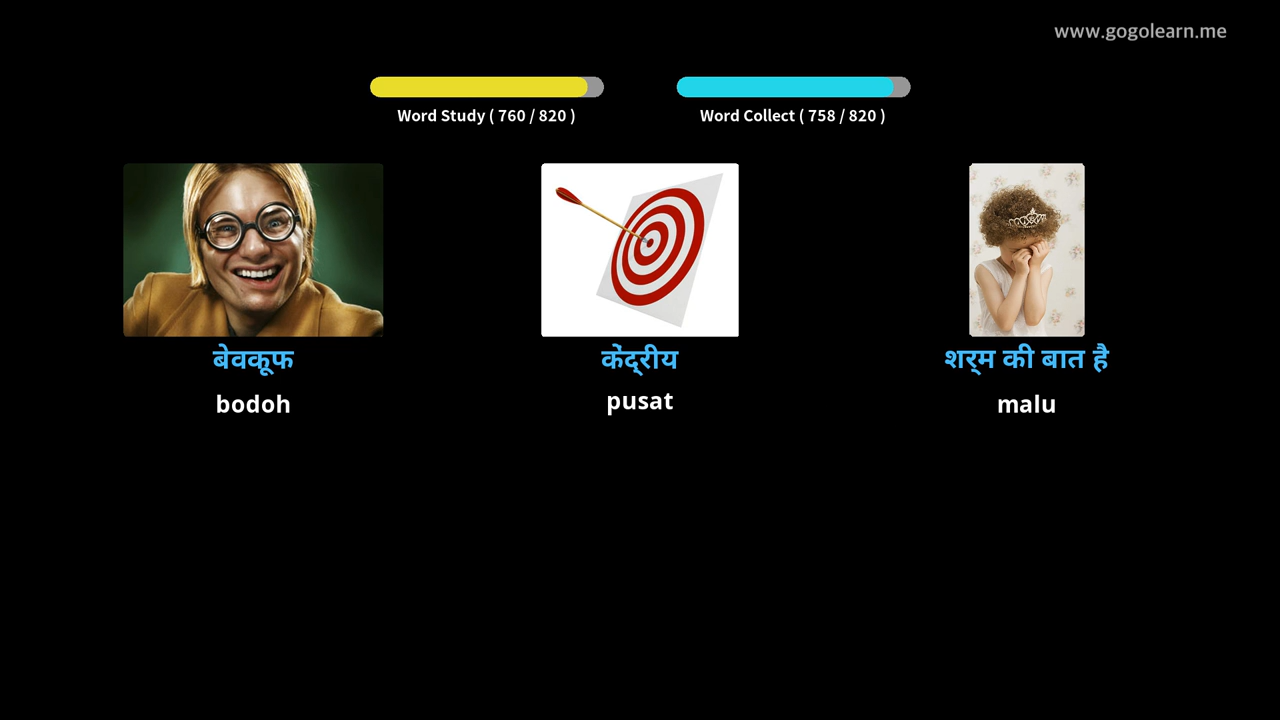 www.gogolearn.me
Word Study ( 760 / 820 )
Word Collect ( 758 / 820 )
बेवकूफ
केंद्रीय
शर्म की बात है
bodoh
pusat
malu